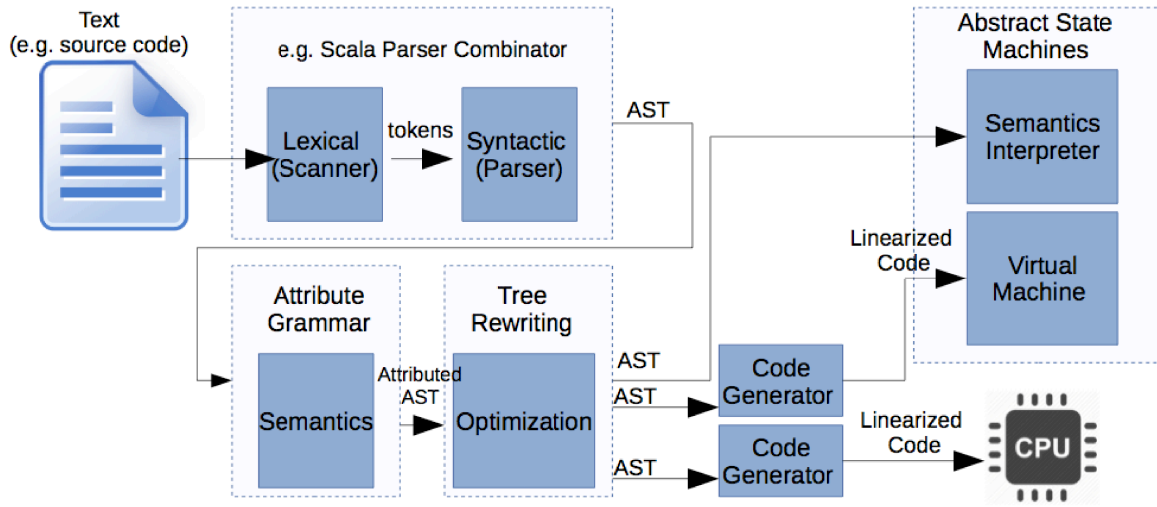 Text
(e.g. source code)
e.g. Scala Parser Combinator
Lexical
(Scanner)
tokens
Syntactic
(Parser)
AST
Abstract State
Machines
Semantics
Interpreter
Linearized
Code
Virtual
Machine
Attribute
Grammar
Semantics
Attributed
AST
Tree
Rewriting
Optimization
AST
AST
AST
Code
Generator
Code
Generator
Linearized
Code
CPU